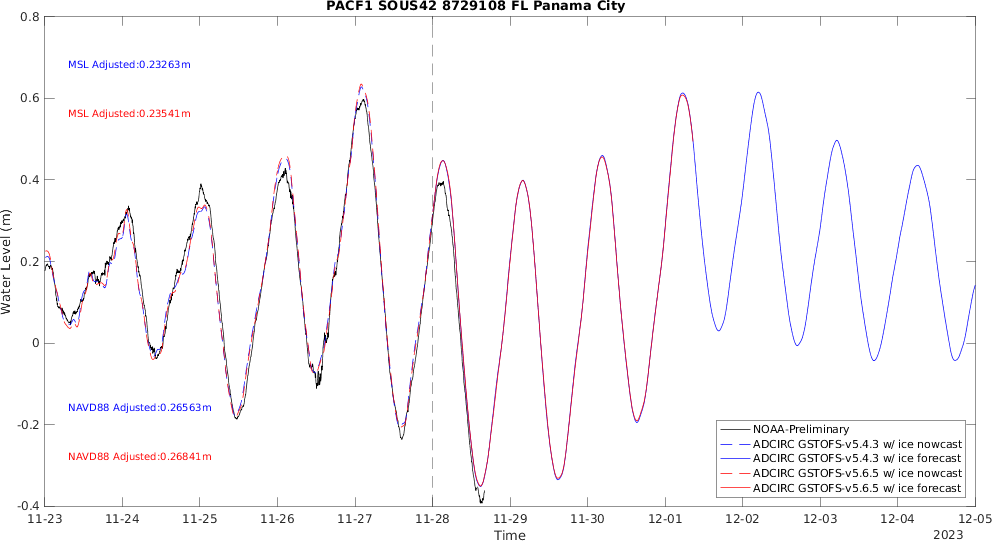 PACF1 SOUS42 8729108 FL Panama City
0.8
0.6
0.4
0.2
0
-0.2
-0.4
Water Level (m)
MSL Adjusted:0.23263m
MSL Adjusted:0.23541m
NAVD88 Adjusted:0.26563m
NAVD88 Adjusted:0.26841m
NOAA-Preliminary
ADCIRC GSTOFS-v5.4.3 w/ ice nowcast
ADCIRC GSTOFS-v5.4.3 w/ ice forecast
ADCIRC GSTOFS-v5.6.5 w/ ice nowcast
ADCIRC GSTOFS-v5.6.5 w/ ice forecast
11-23 11-24 11-25 11-26 11-27 11-28 11-29 11-30 12-01 12-02 12-03 12-04 12-05
Time
2023